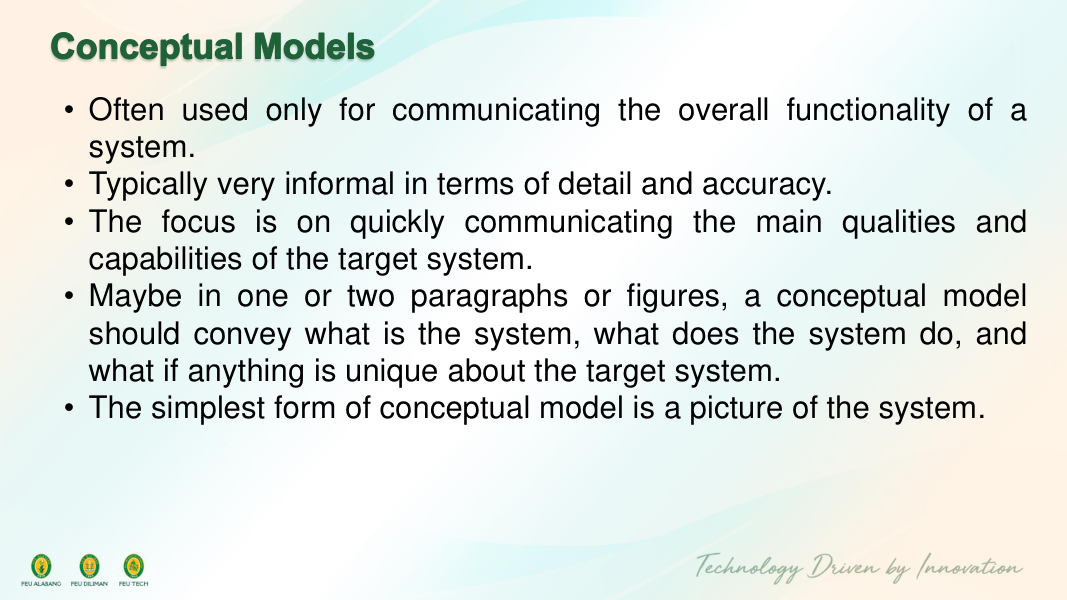 Conceptual Models
• Often used only for communicating the overall functionality of a
system.
• Typically very informal in terms of detail and accuracy.
• The focus is on quickly communicating the main qualities and
capabilities of the target system.
• Maybe in one or two paragraphs or figures, a conceptual model
should convey what is the system, what does the system do, and
what if anything is unique about the target system.
• The simplest form of conceptual model is a picture of the system.
FEU ALABANG FEU DILIMAN FEU TECH
Technology Driven by Innovation